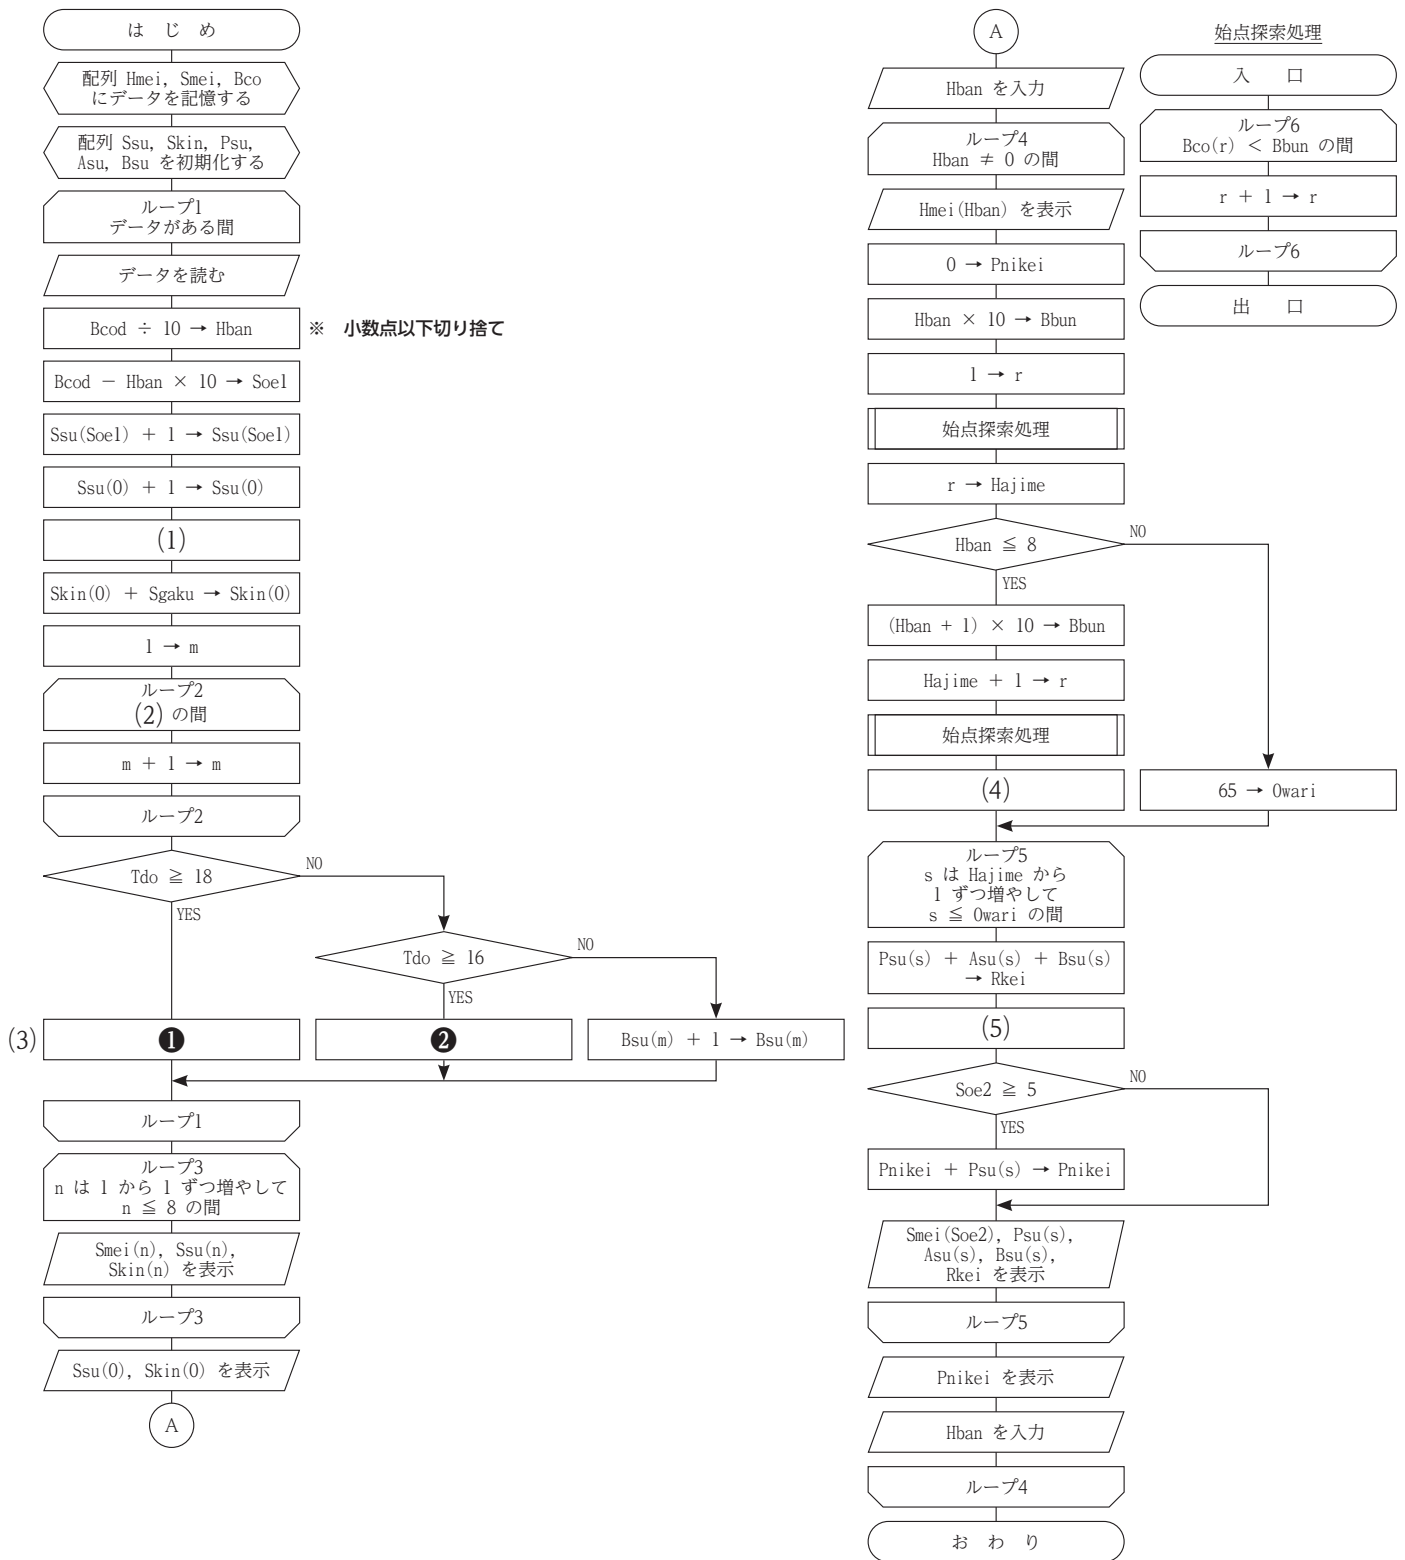 は じ め
配列 Hmei, Smei, Bco
にデータを記憶する
配列 Ssu, Skin, Psu,
Asu, Bsu を初期化する
ループ1
データがある間
データを読む
Bcod ÷ 10 → Hban
※ 小数点以下切り捨て
Bcod − Hban × 10 → Soe1
Ssu(Soe1) + 1 → Ssu(Soe1)
Ssu(0) + 1 → Ssu(0)
(1)
Skin(0) + Sgaku → Skin(0)
1 → m
ループ2
(2) の間
m + 1 → m
ループ2
Tdo ≧ 18
NO
YES
Tdo ≧ 16
NO
YES
(3)
❶
❷
Bsu(m) + 1 → Bsu(m)
ループ1
ループ3
n は 1 から 1 ずつ増やして
n ≦ 8 の間
Smei(n), Ssu(n),
Skin(n) を表示
ループ3
Ssu(0), Skin(0) を表示
A
A
Hban を入力
ループ4
Hban ≠ 0 の間
Hmei(Hban) を表示
0 → Pnikei
Hban × 10 → Bbun
1 → r
始点探索処理
r → Hajime
Hban ≦ 8
NO
YES
(Hban + 1) × 10 → Bbun
Hajime + 1 → r
始点探索処理
(4)
65 → Owari
ループ5
s は Hajime から
1 ずつ増やして
s ≦ Owari の間
Psu(s) + Asu(s) + Bsu(s)
→ Rkei
(5)
Soe2 ≧ 5
NO
YES
Pnikei + Psu(s) → Pnikei
Smei(Soe2), Psu(s),
Asu(s), Bsu(s),
Rkei を表示
ループ5
Pnikei を表示
Hban を入力
ループ4
お わ り
始点探索処理
入 口
ループ6
Bco(r) < Bbun の間
r + 1 → r
ループ6
出 口